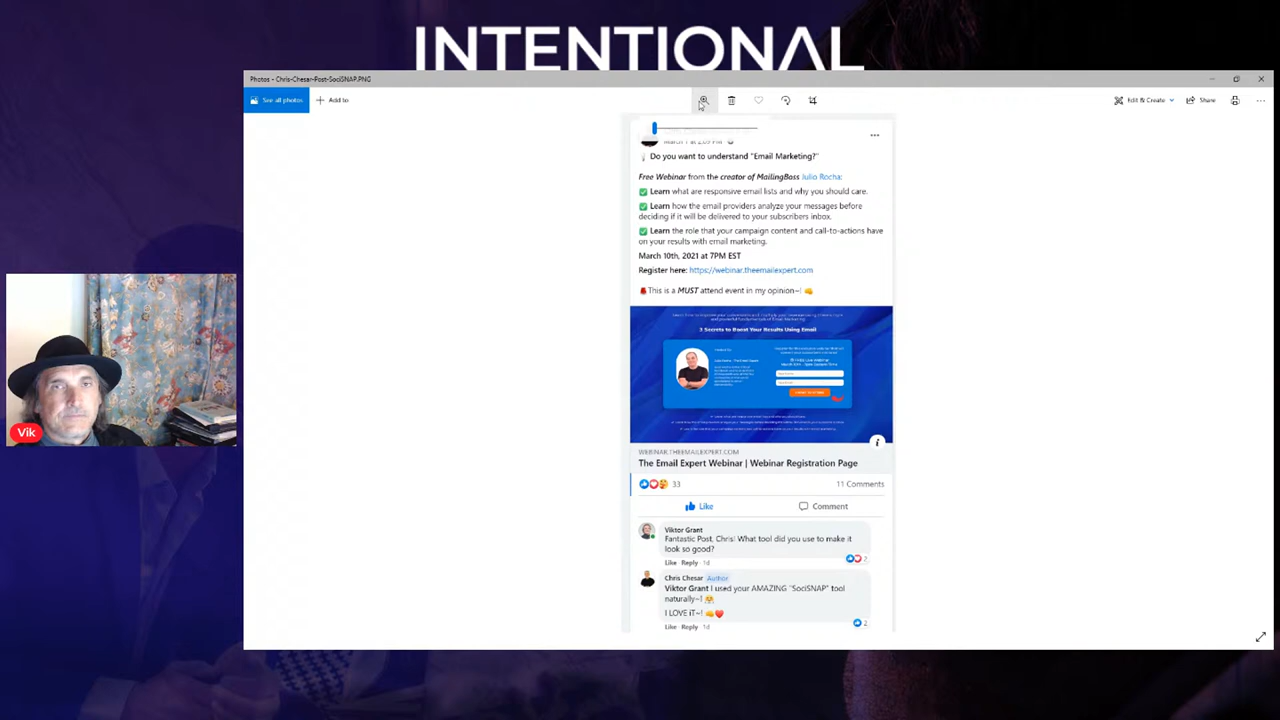 INTENTIONAL
Photos - Chris-Chesar-Post-SociSNAP.PNG
See all photos
Add to
Edit & Create
Share
Do you want to understand "Email Marketing?"
Free Webinar from the creator of MailingBoss Julio Rocha:
✅ Learn what are responsive email lists and why you should care.
✅ Learn how the email providers analyze your messages before
deciding if it will be delivered to your subscribers inbox.
✅ Learn the role that your campaign content and call-to-actions have
on your results with email marketing.
March 10th, 2021 at 7PM EST
Register here: https://webinar.theemailexpert.com
This is a MUST attend event in my opinion~!
3 Secrets to Boost Your Results Using Email
WEBINAR.THEEMAILEXPERT.COM
The Email Expert Webinar | Webinar Registration Page
33
11 Comments
Like
Comment
Viktor Grant
Fantastic Post, Chris! What tool did you use to make it
look so good?
Like Reply 1d
2
Chris Chesar Author
Viktor Grant I used your AMAZING "SociSNAP" tool
naturally~!
I LOVE iT~!
Like Reply 1d
2
Vik